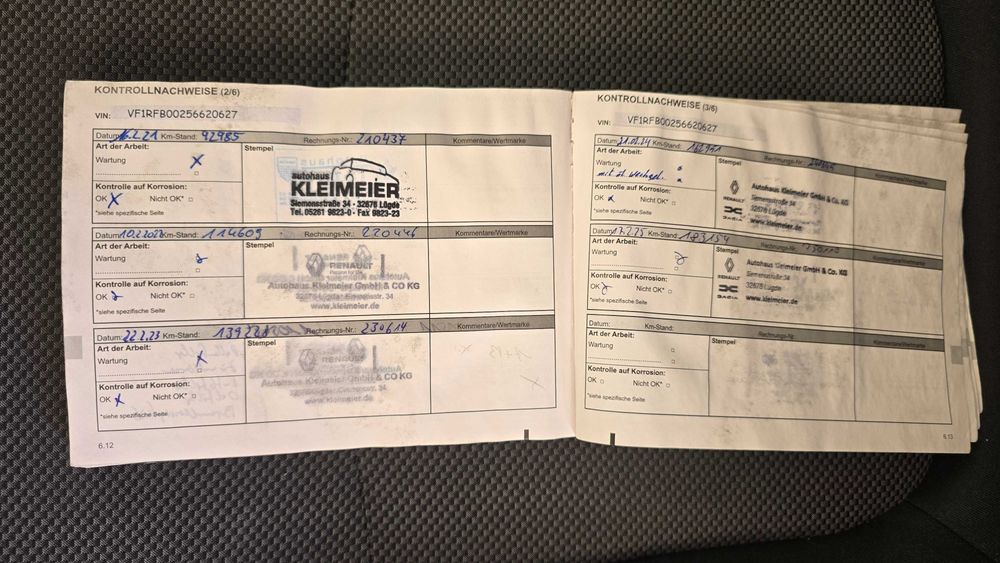 KONTROLLNACHWEISE (2/6)
VIN: VF1RFB00256620627
Datum: 6.2.21 Km-Stand: 92985 Rechnungs-Nr.: 210437 Kommentare/Wertmarke
Art der Arbeit: Stempel
Wartung X
autohaus
KLEIMEIER
Siemensstraße 34 · 32676 Lügde
Tel. 05281 9823-0 · Fax 9823-23
Kontrolle auf Korrosion:
OK X Nicht OK*
*siehe spezifische Seite
Datum: 10.2.2022 Km-Stand: 114609 Rechnungs-Nr.: 220446 Kommentare/Wertmarke
Art der Arbeit: Stempel
Wartung
RENAULT
Autohaus Kleimeier GmbH & CO KG
www.kleimeier.de
Kontrolle auf Korrosion:
OK Nicht OK*
*siehe spezifische Seite
Datum: 22.2.23 Km-Stand: Rechnungs-Nr.: 230614 Kommentare/Wertmarke
Art der Arbeit: Stempel
Wartung X
RENAULT
Autohaus Kleimeier GmbH & CO KG
www.kleimeier.de
Kontrolle auf Korrosion:
OK X Nicht OK*
*siehe spezifische Seite
6.12
KONTROLLNACHWEISE (3/6)
VIN: VF1RFB00256620627
Datum: Km-Stand: Rechnungs-Nr.: Kommentare/Wertmarke
Art der Arbeit: Stempel
Wartung
Autohaus Kleimeier GmbH & Co. KG
Siemensstraße 34
32676 Lügde
RENAULT
DACIA
www.kleimeier.de
Kontrolle auf Korrosion:
OK X Nicht OK*
*siehe spezifische Seite
Datum: 17.2.25 Km-Stand: 183154 Rechnungs-Nr.: Kommentare/Wertmarke
Art der Arbeit: Stempel
Wartung
Autohaus Kleimeier GmbH & Co. KG
Siemensstraße 34
32676 Lügde
RENAULT
DACIA
www.kleimeier.de
Kontrolle auf Korrosion:
OK Nicht OK*
*siehe spezifische Seite
Datum: Km-Stand: Rechnungs-Nr.: Kommentare/Wertmarke
Art der Arbeit: Stempel
Wartung
Kontrolle auf Korrosion:
OK Nicht OK*
*siehe spezifische Seite
6.13